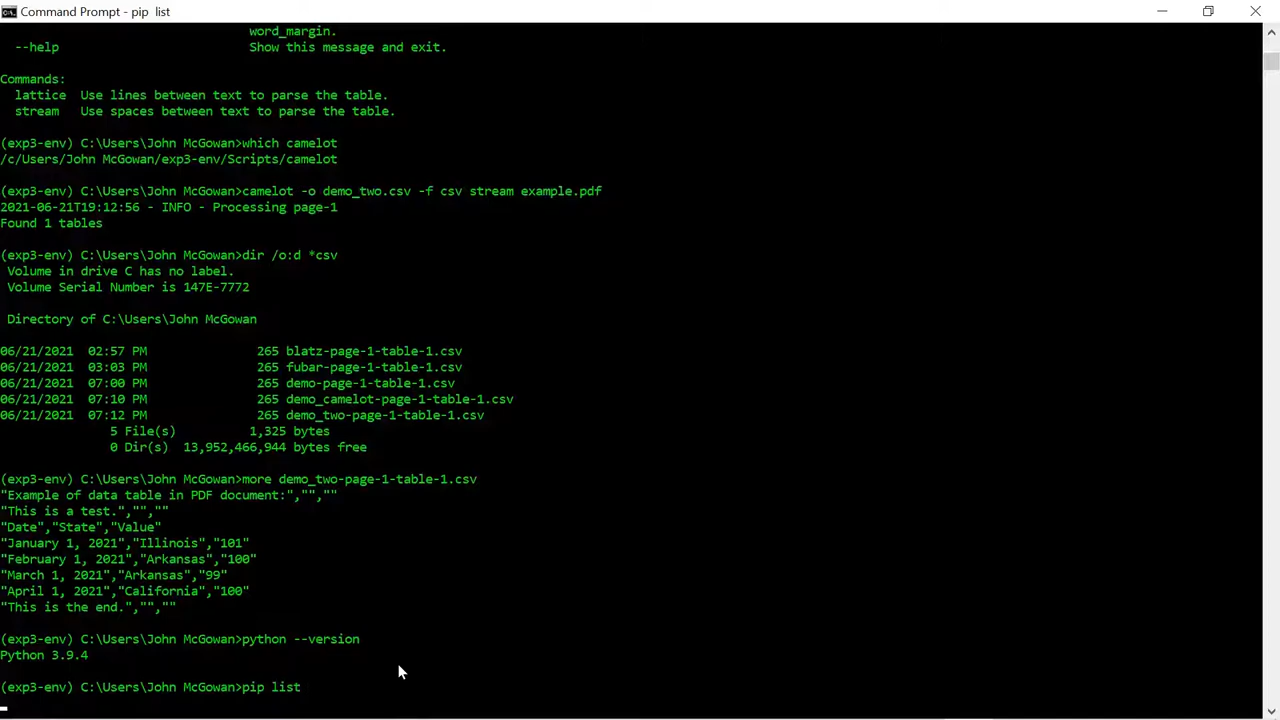 Command Prompt - pip  list
word_margin.
--help                       Show this message and exit.
Commands:
lattice  Use lines between text to parse the table.
stream   Use spaces between text to parse the table.
(exp3-env) C:\Users\John McGowan>which camelot
/c/Users/John McGowan/exp3-env/Scripts/camelot
(exp3-env) C:\Users\John McGowan>camelot -o demo_two.csv -f csv stream example.pdf
2021-06-21T19:12:56 - INFO - Processing page-1
Found 1 tables
(exp3-env) C:\Users\John McGowan>dir /o:d *csv
Volume in drive C has no label.
Volume Serial Number is 147E-7772
Directory of C:\Users\John McGowan
06/21/2021  02:57 PM               265 blatz-page-1-table-1.csv
06/21/2021  03:03 PM               265 fubar-page-1-table-1.csv
06/21/2021  07:00 PM               265 demo-page-1-table-1.csv
06/21/2021  07:10 PM               265 demo_camelot-page-1-table-1.csv
06/21/2021  07:12 PM               265 demo_two-page-1-table-1.csv
5 File(s)          1,325 bytes
0 Dir(s)  13,952,466,944 bytes free
(exp3-env) C:\Users\John McGowan>more demo_two-page-1-table-1.csv
"Example of data table in PDF document:","",""
"This is a test.","",""
"Date","State","Value"
"January 1, 2021","Illinois","101"
"February 1, 2021","Arkansas","100"
"March 1, 2021","Arkansas","99"
"April 1, 2021","California","100"
"This is the end.","",""
(exp3-env) C:\Users\John McGowan>python --version
Python 3.9.4
(exp3-env) C:\Users\John McGowan>pip list